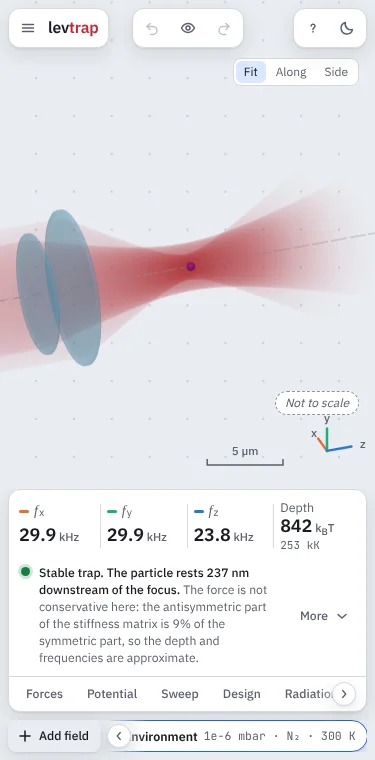 levtrap
?
Fit Along Side
Not to scale
y
x
z
5 µm
fx
29.9 kHz
fy
29.9 kHz
fz
23.8 kHz
Depth
842 kBT
253 kK
Stable trap. The particle rests 237 nm
downstream of the focus. The force is not
conservative here: the antisymmetric part
of the stiffness matrix is 9% of the
symmetric part, so the depth and
frequencies are approximate.
More
Forces Potential Sweep Design Radiatio
+ Add field
nvironment 1e-6 mbar · N₂ · 300 K